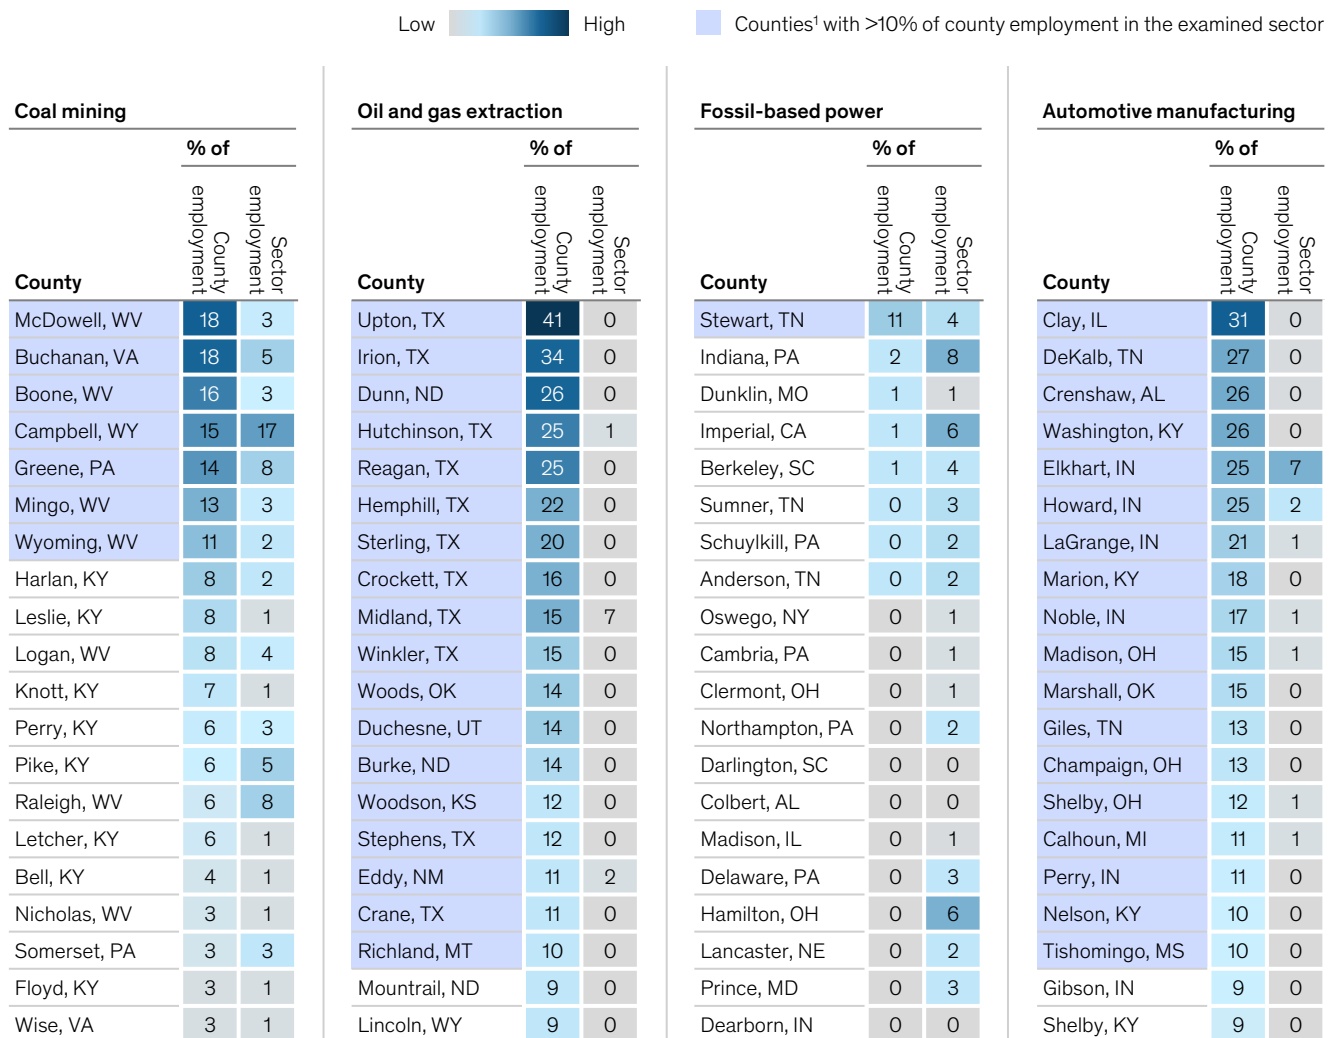 Low High Counties¹ with >10% of county employment in the examined sector
Coal mining
% of
County employment
Sector employment
County
McDowell, WV 18 3
Buchanan, VA 18 5
Boone, WV 16 3
Campbell, WY 15 17
Greene, PA 14 8
Mingo, WV 13 3
Wyoming, WV 11 2
Harlan, KY 8 2
Leslie, KY 8 1
Logan, WV 8 4
Knott, KY 7 1
Perry, KY 6 3
Pike, KY 6 5
Raleigh, WV 6 8
Letcher, KY 6 1
Bell, KY 4 1
Nicholas, WV 3 1
Somerset, PA 3 3
Floyd, KY 3 1
Wise, VA 3 1
Oil and gas extraction
% of
County employment
Sector employment
County
Upton, TX 41 0
Irion, TX 34 0
Dunn, ND 26 0
Hutchinson, TX 25 1
Reagan, TX 25 0
Hemphill, TX 22 0
Sterling, TX 20 0
Crockett, TX 16 0
Midland, TX 15 7
Winkler, TX 15 0
Woods, OK 14 0
Duchesne, UT 14 0
Burke, ND 14 0
Woodson, KS 12 0
Stephens, TX 12 0
Eddy, NM 11 2
Crane, TX 11 0
Richland, MT 10 0
Mountrail, ND 9 0
Lincoln, WY 9 0
Fossil-based power
% of
County employment
Sector employment
County
Stewart, TN 11 4
Indiana, PA 2 8
Dunklin, MO 1 1
Imperial, CA 1 6
Berkeley, SC 1 4
Sumner, TN 0 3
Schuylkill, PA 0 2
Anderson, TN 0 2
Oswego, NY 0 1
Cambria, PA 0 1
Clermont, OH 0 1
Northampton, PA 0 2
Darlington, SC 0 0
Colbert, AL 0 0
Madison, IL 0 1
Delaware, PA 0 3
Hamilton, OH 0 6
Lancaster, NE 0 2
Prince, MD 0 3
Dearborn, IN 0 0
Automotive manufacturing
% of
County employment
Sector employment
County
Clay, IL 31 0
DeKalb, TN 27 0
Crenshaw, AL 26 0
Washington, KY 26 0
Elkhart, IN 25 7
Howard, IN 25 2
LaGrange, IN 21 1
Marion, KY 18 0
Noble, IN 17 1
Madison, OH 15 1
Marshall, OK 15 0
Giles, TN 13 0
Champaign, OH 13 0
Shelby, OH 12 1
Calhoun, MI 11 1
Perry, IN 11 0
Nelson, KY 10 0
Tishomingo, MS 10 0
Gibson, IN 9 0
Shelby, KY 9 0